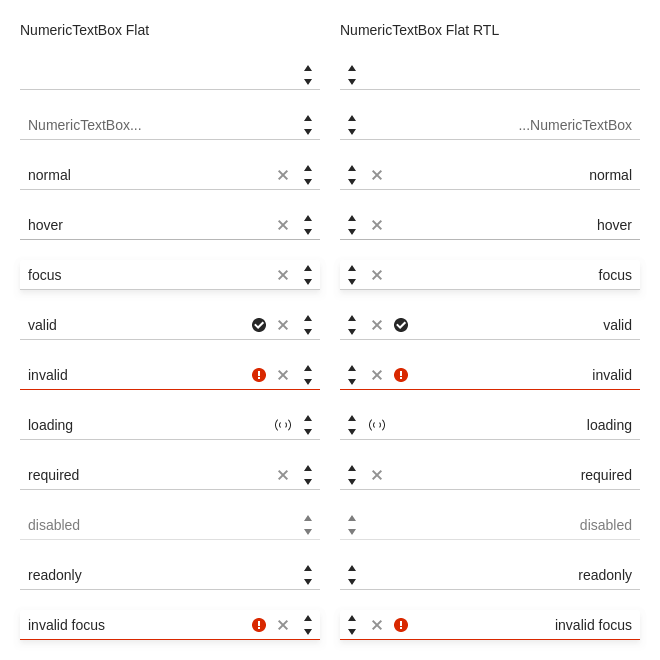 NumericTextBox Flat
NumericTextBox Flat RTL
NumericTextBox...
...NumericTextBox
normal
normal
hover
hover
focus
focus
valid
valid
invalid
invalid
loading
loading
required
required
disabled
disabled
readonly
readonly
invalid focus
invalid focus